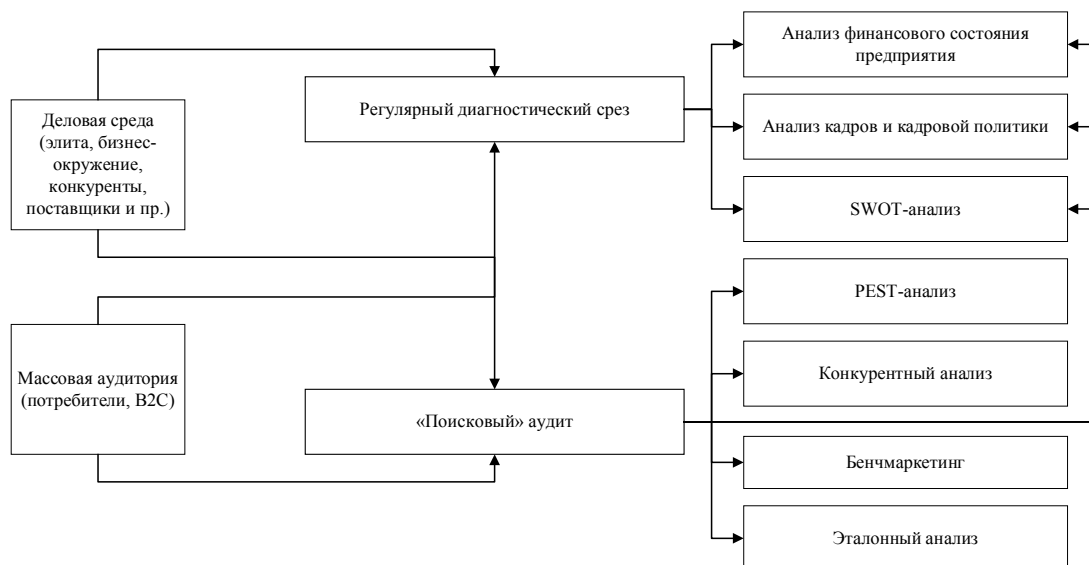 Деловая среда
(элита, бизнес-
окружение,
конкуренты,
поставщики и пр.)
Массовая аудитория
(потребители, B2C)
Регулярный диагностический срез
«Поисковый» аудит
Анализ финансового состояния
предприятия
Анализ кадров и кадровой политики
SWOT-анализ
PEST-анализ
Конкурентный анализ
Бенчмаркетинг
Эталонный анализ